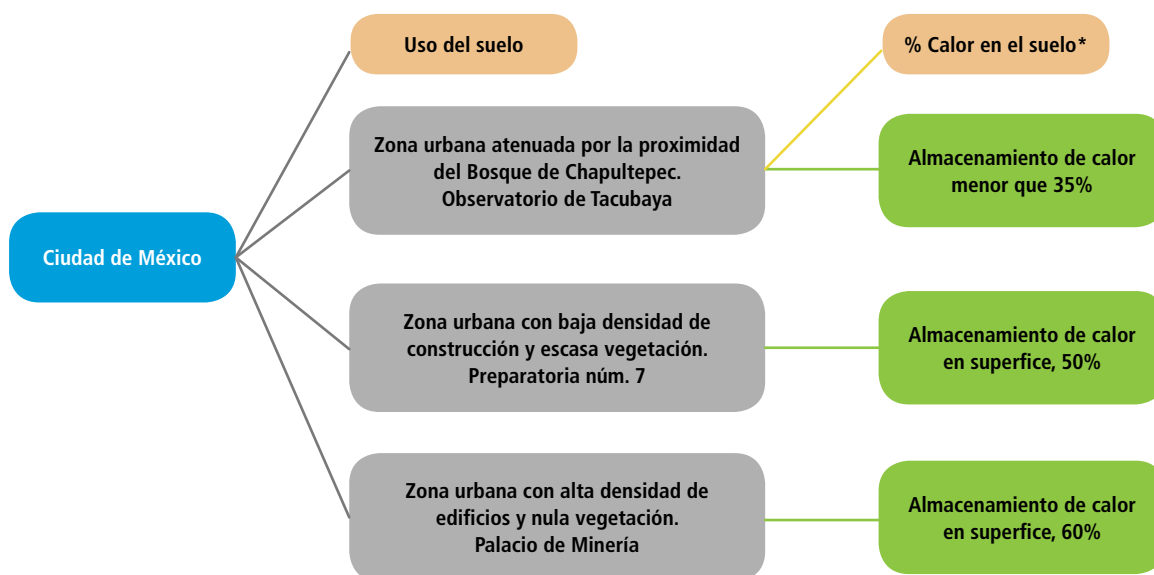 Uso del suelo
% Calor en el suelo*
Zona urbana atenuada por la proximidad
del Bosque de Chapultepec.
Observatorio de Tacubaya
Almacenamiento de calor
menor que 35%
Ciudad de México
Zona urbana con baja densidad de
construcción y escasa vegetación.
Preparatoria núm. 7
Almacenamiento de calor
en superfice, 50%
Zona urbana con alta densidad de
edificios y nula vegetación.
Palacio de Minería
Almacenamiento de calor
en superfice, 60%